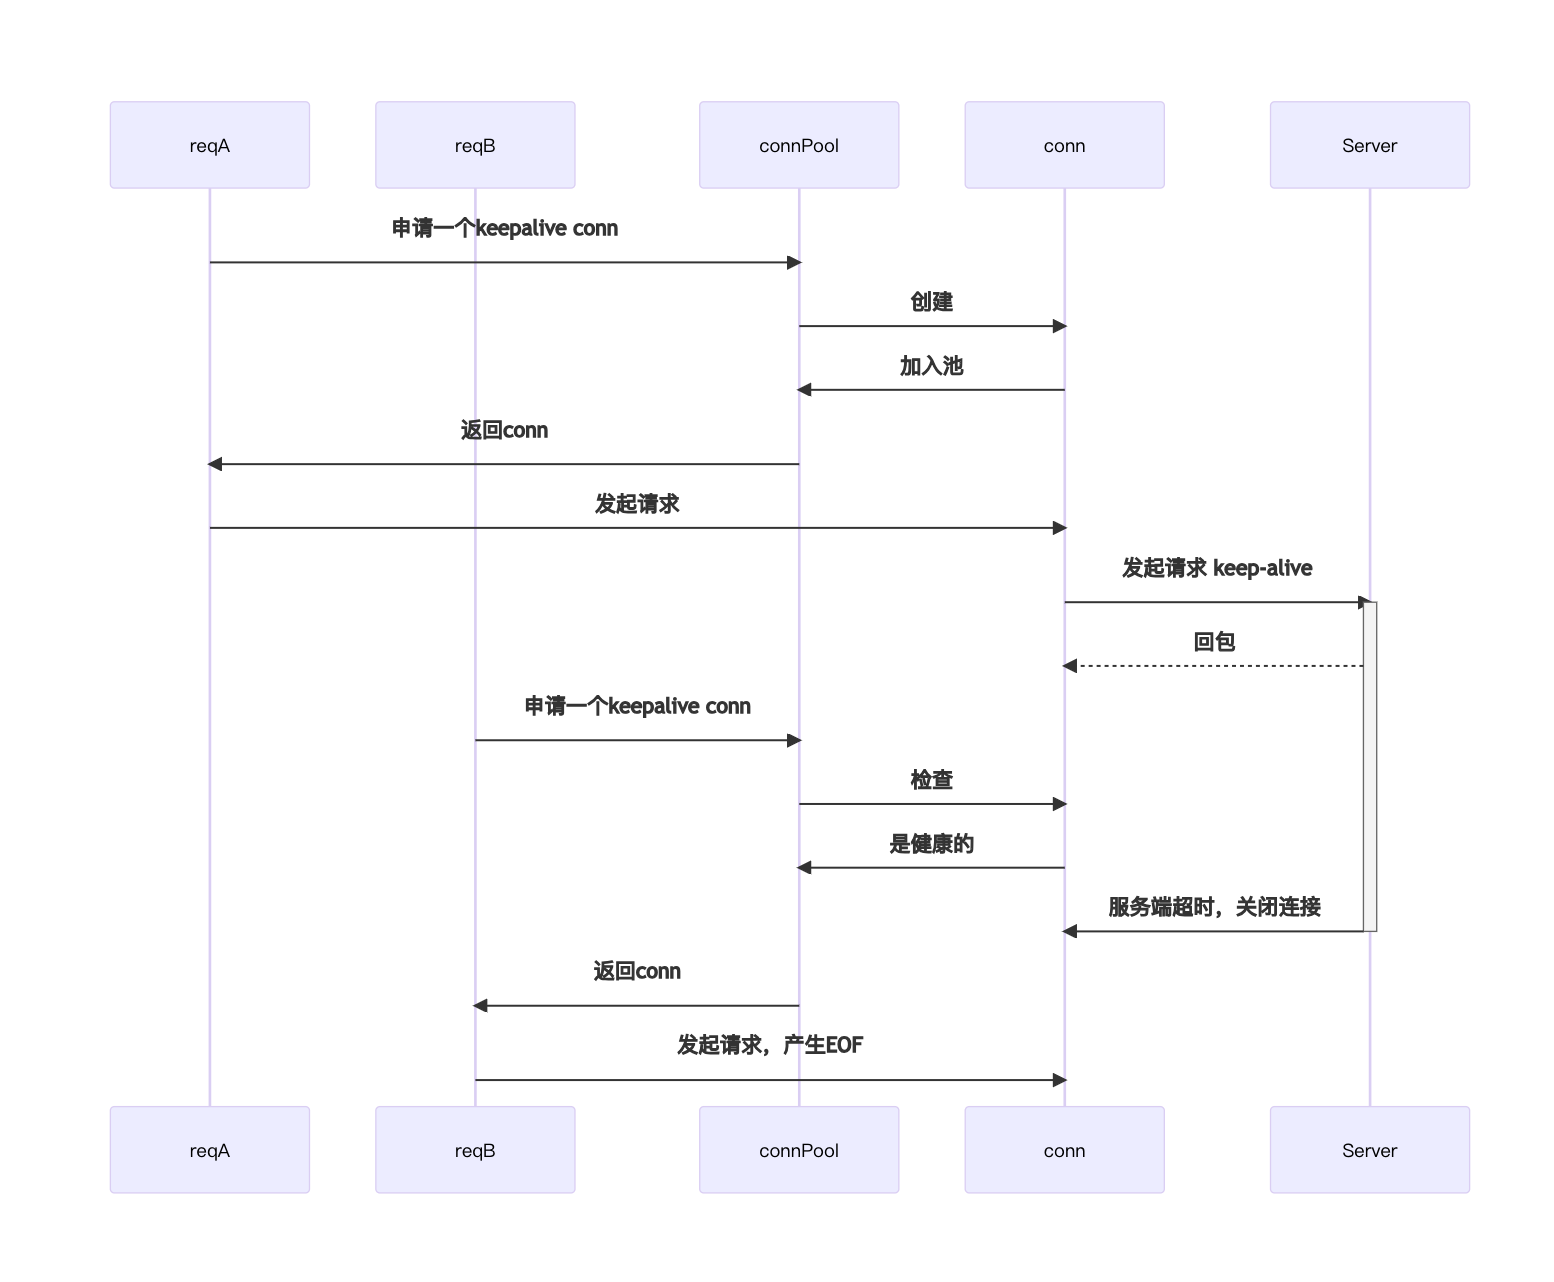 reqA
reqB
connPool
conn
Server
申请一个keepalive conn
创建
加入池
返回conn
发起请求
发起请求 keep-alive
回包
申请一个keepalive conn
检查
是健康的
服务端超时，关闭连接
返回conn
发起请求，产生EOF
reqA
reqB
connPool
conn
Server